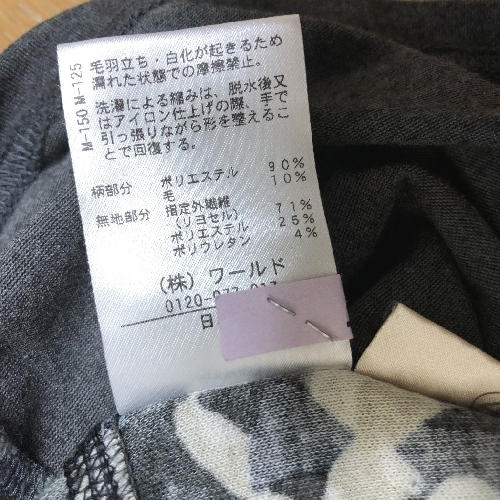 M-150 M-125
毛羽立ち・白化が起きるため
濡れた状態での摩擦禁止。
洗濯による縮みは、脱水後又
はアイロン仕上げの際、手で
引っ張りながら形を整えるこ
とで回復する。
柄部分 ポリエステル 90%
毛 10%
無地部分 指定外繊維 71%
(リヨセル)
ポリエステル 25%
ポリウレタン 4%
(株)ワールド
0120-
日